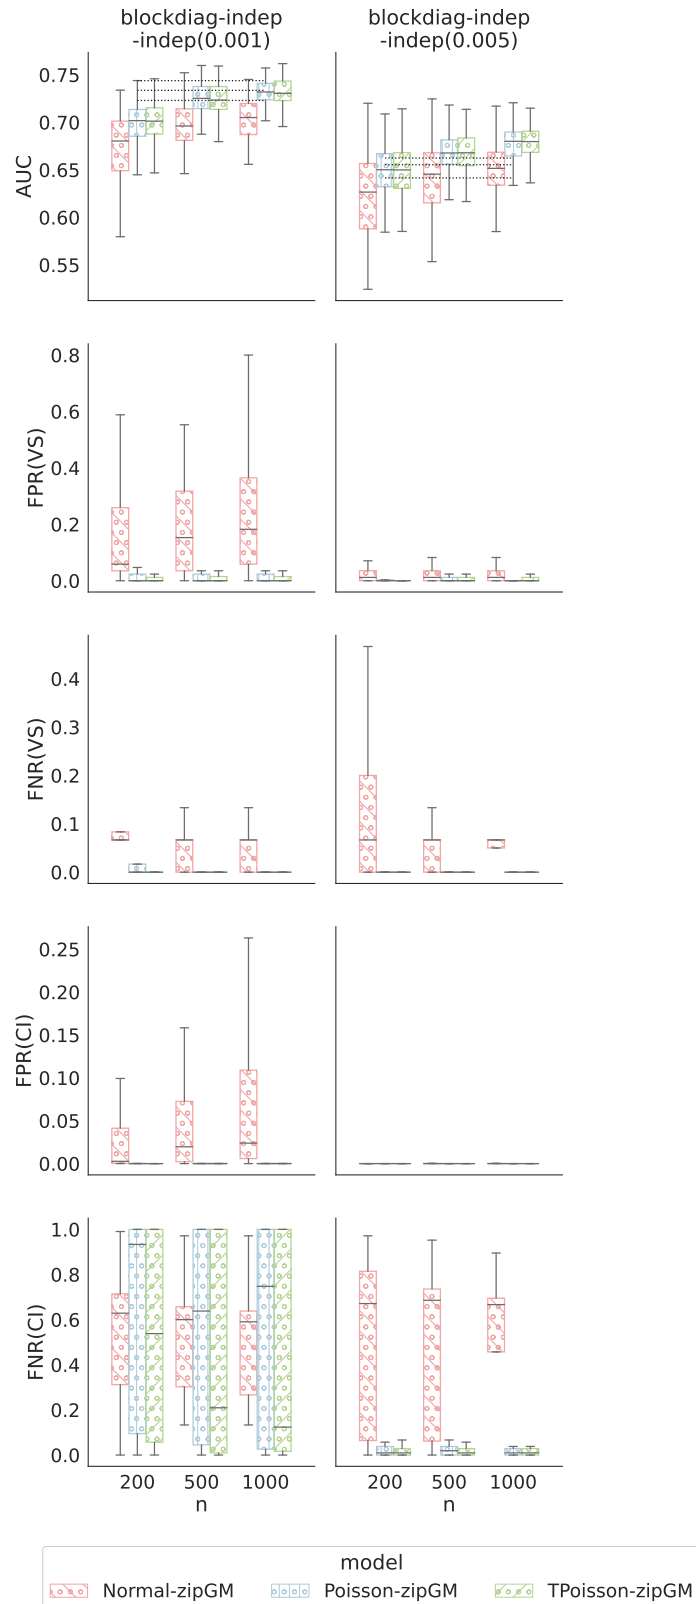 blockdiag-indep
-indep(0.001)
blockdiag-indep
-indep(0.005)
AUC
0.75
0.70
0.65
0.60
0.55
FPR(VS)
0.8
0.6
0.4
0.2
0.0
FNR(VS)
0.4
0.3
0.2
0.1
0.0
FPR(CI)
0.25
0.20
0.15
0.10
0.05
0.00
FNR(CI)
1.0
0.8
0.6
0.4
0.2
0.0
200 500 1000
n
200 500 1000
n
model
Normal-zipGM Poisson-zipGM TPoisson-zipGM